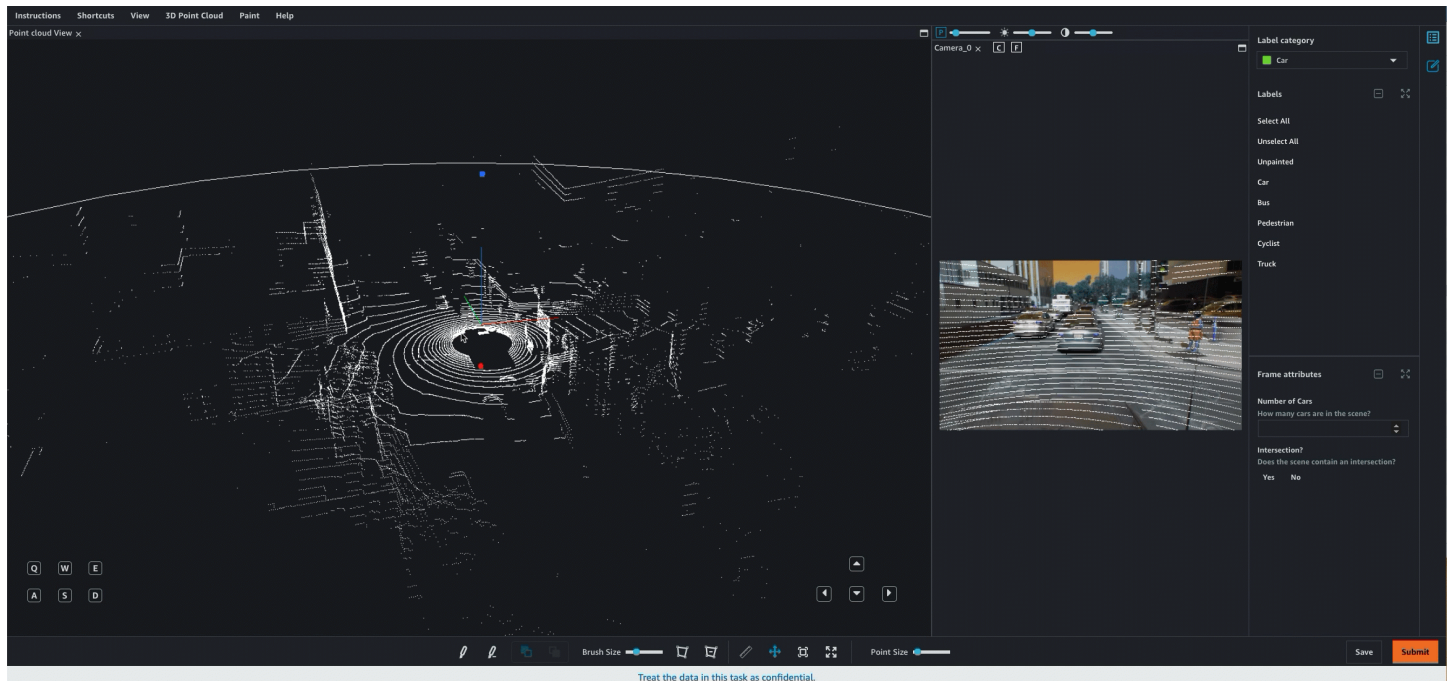 Instructions Shortcuts View 3D Point Cloud Paint Help
Point cloud View x
P
Camera_0 x C F
Label category
Car
Labels
Select All
Unselect All
Unpainted
Car
Bus
Pedestrian
Cyclist
Truck
Frame attributes
Number of Cars
How many cars are in the scene?
Intersection?
Does the scene contain an intersection?
Yes No
Q W E
A S D
Brush Size Point Size Save Submit
Treat the data in this task as confidential.